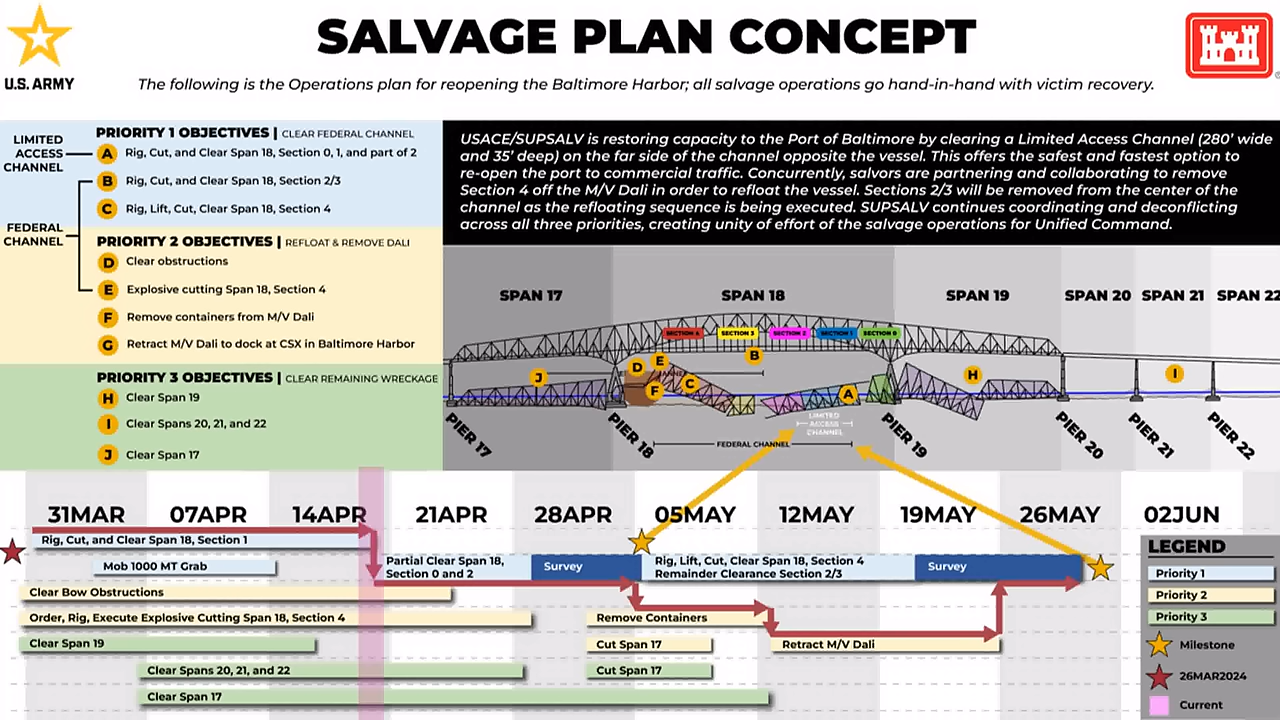 SALVAGE PLAN CONCEPT
U.S. ARMY
The following is the Operations plan for reopening the Baltimore Harbor; all salvage operations go hand-in-hand with victim recovery.
LIMITED
ACCESS
CHANNEL
FEDERAL
CHANNEL
PRIORITY 1 OBJECTIVES | CLEAR FEDERAL CHANNEL
A Rig, Cut, and Clear Span 18, Section 0, 1, and part of 2
B Rig, Cut, and Clear Span 18, Section 2/3
C Rig, Lift, Cut, Clear Span 18, Section 4
PRIORITY 2 OBJECTIVES | REFLOAT & REMOVE DALI
D Clear obstructions
E Explosive cutting Span 18, Section 4
F Remove containers from M/V Dali
G Retract M/V Dali to dock at CSX in Baltimore Harbor
PRIORITY 3 OBJECTIVES | CLEAR REMAINING WRECKAGE
H Clear Span 19
I Clear Spans 20, 21, and 22
J Clear Span 17
USACE/SUPSALV is restoring capacity to the Port of Baltimore by clearing a Limited Access Channel (280' wide
and 35' deep) on the far side of the channel opposite the vessel. This offers the safest and fastest option to
re-open the port to commercial traffic. Concurrently, salvors are partnering and collaborating to remove
Section 4 off the M/V Dali in order to refloat the vessel. Sections 2/3 will be removed from the center of the
channel as the refloating sequence is being executed. SUPSALV continues coordinating and deconflicting
across all three priorities, creating unity of effort of the salvage operations for Unified Command.
SPAN 17 SPAN 18 SPAN 19 SPAN 20 SPAN 21 SPAN 22
SECTION 4 SECTION 3 SECTION 2 SECTION 1 SECTION 0
J D E F C B A H I
LIMITED
ACCESS
CHANNEL
FEDERAL CHANNEL
PIER 17 PIER 18 PIER 19 PIER 20 PIER 21 PIER 22
31MAR 07APR 14APR 21APR 28APR 05MAY 12MAY 19MAY 26MAY 02JUN
Rig, Cut, and Clear Span 18, Section 1
Mob 1000 MT Grab
Partial Clear Span 18,
Section 0 and 2
Survey
Rig, Lift, Cut, Clear Span 18, Section 4
Remainder Clearance Section 2/3
Survey
Clear Bow Obstructions
Order, Rig, Execute Explosive Cutting Span 18, Section 4
Remove Containers
Clear Span 19
Cut Span 17
Retract M/V Dali
Clear Spans 20, 21, and 22
Cut Span 17
Clear Span 17
LEGEND
Priority 1
Priority 2
Priority 3
Milestone
26MAR2024
Current